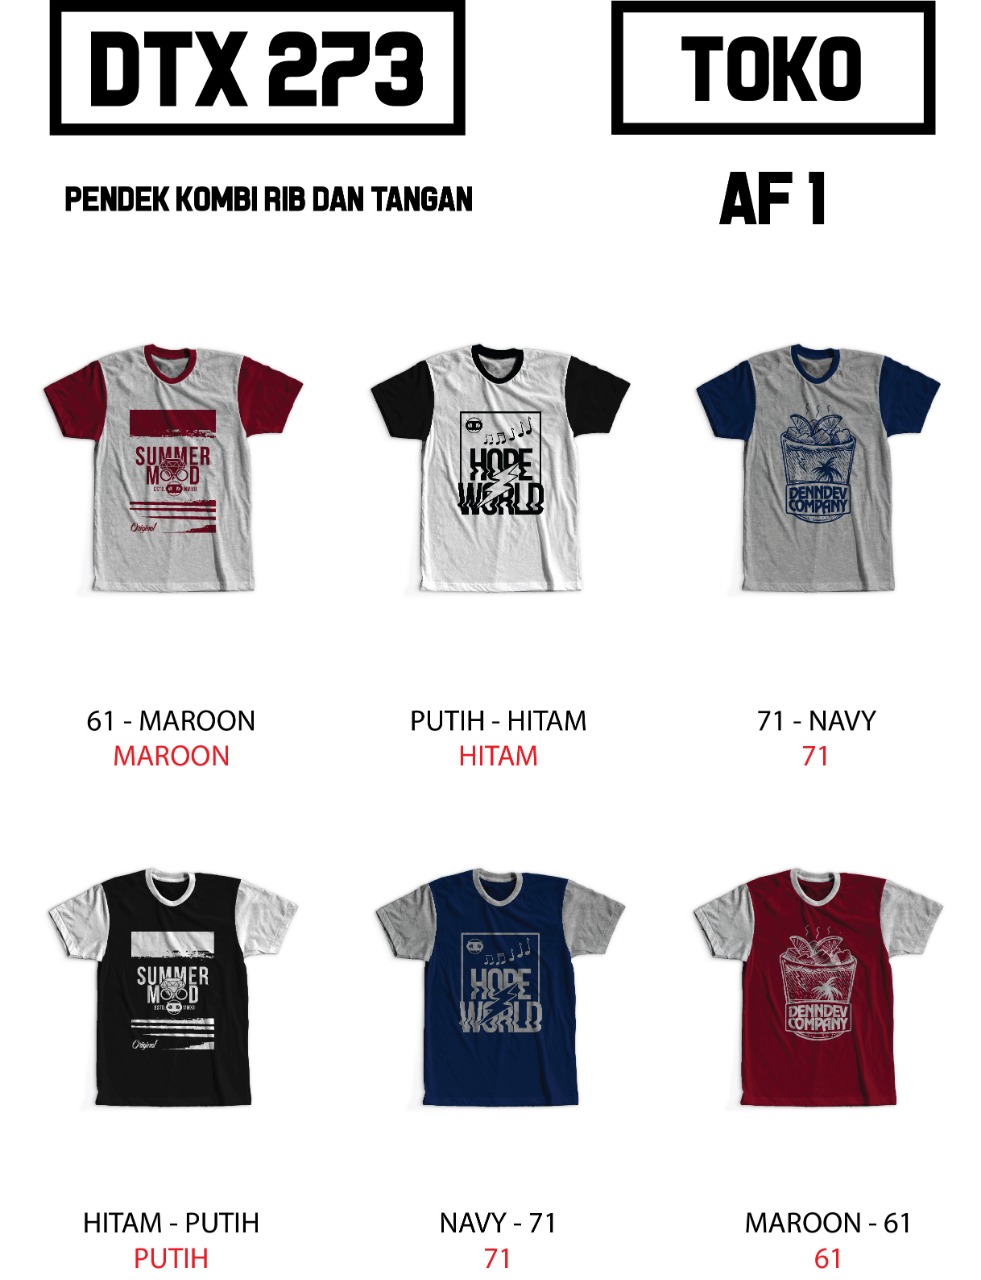 DTX 273
TOKO
PENDEK KOMBI RIB DAN TANGAN
AF 1
SUMMER
MOOD
ESTD.
Original
HOPE
WORLD
DENNDEV
COMPANY
61 - MAROON
MAROON
PUTIH - HITAM
HITAM
71 - NAVY
71
SUMMER
MOOD
ESTD.
Original
HOPE
WORLD
DENNDEV
COMPANY
HITAM - PUTIH
PUTIH
NAVY - 71
71
MAROON - 61
61